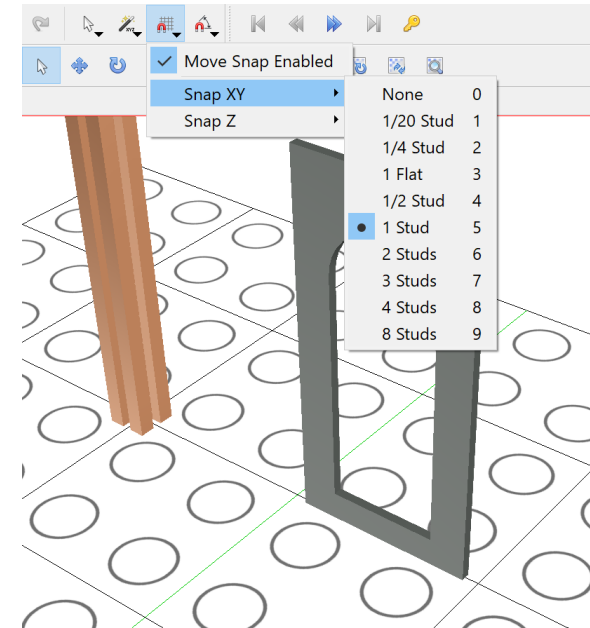 XYZ
Move Snap Enabled
Snap XY
Snap Z
None 0
1/20 Stud 1
1/4 Stud 2
1 Flat 3
1/2 Stud 4
1 Stud 5
2 Studs 6
3 Studs 7
4 Studs 8
8 Studs 9